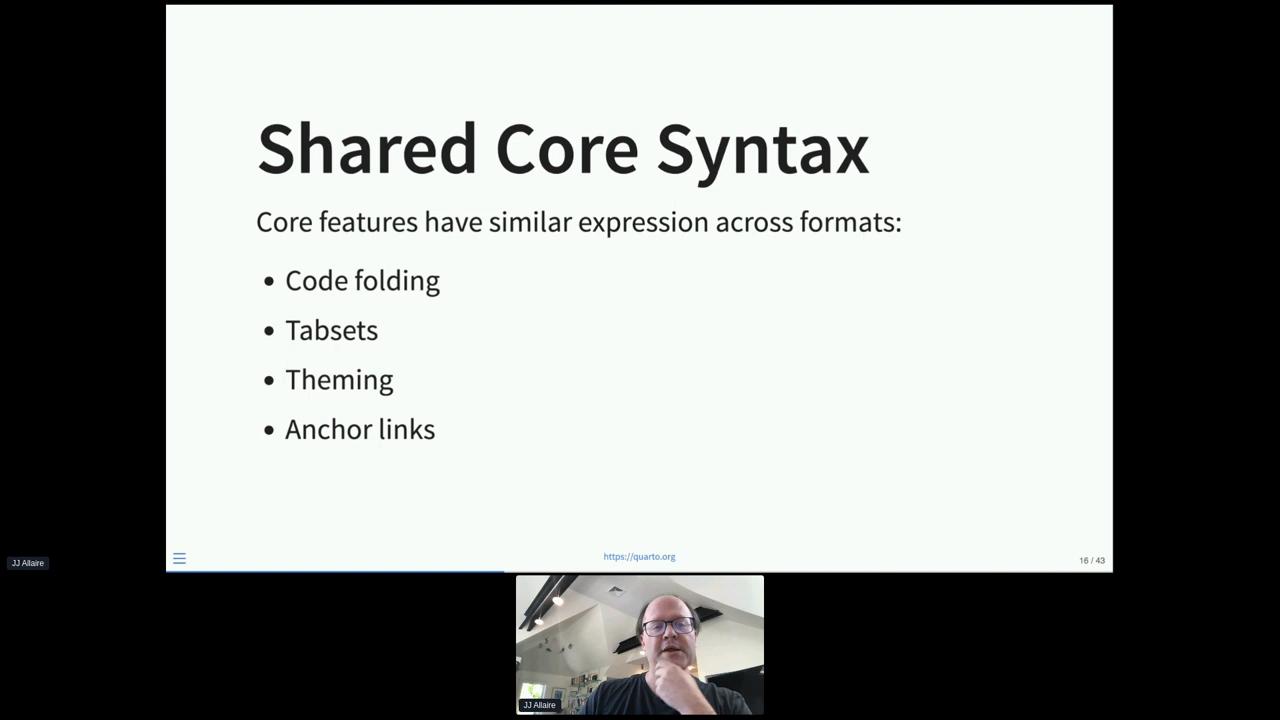 Shared Core Syntax
Core features have similar expression across formats:
• Code folding
• Tabsets
• Theming
• Anchor links
https://quarto.org
16 / 43
JJ Allaire
JJ Allaire